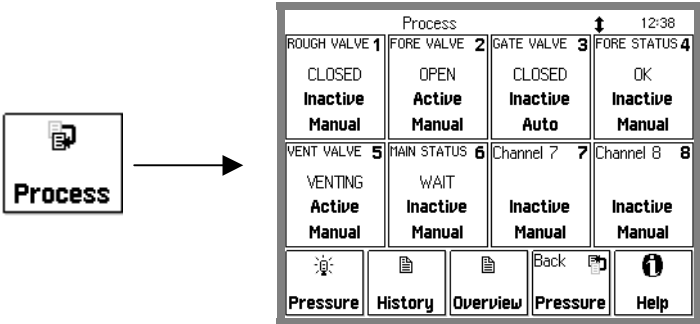 Process
Process 12:38
ROUGH VALVE 1 FORE VALVE 2 GATE VALVE 3 FORE STATUS 4
CLOSED OPEN CLOSED OK
Inactive Active Inactive Inactive
Manual Manual Auto Manual
VENT VALVE 5 MAIN STATUS 6 Channel 7 7 Channel 8 8
VENTING WAIT
Active Inactive Inactive Inactive
Manual Manual Manual Manual
Back
Pressure History Overview Pressure Help